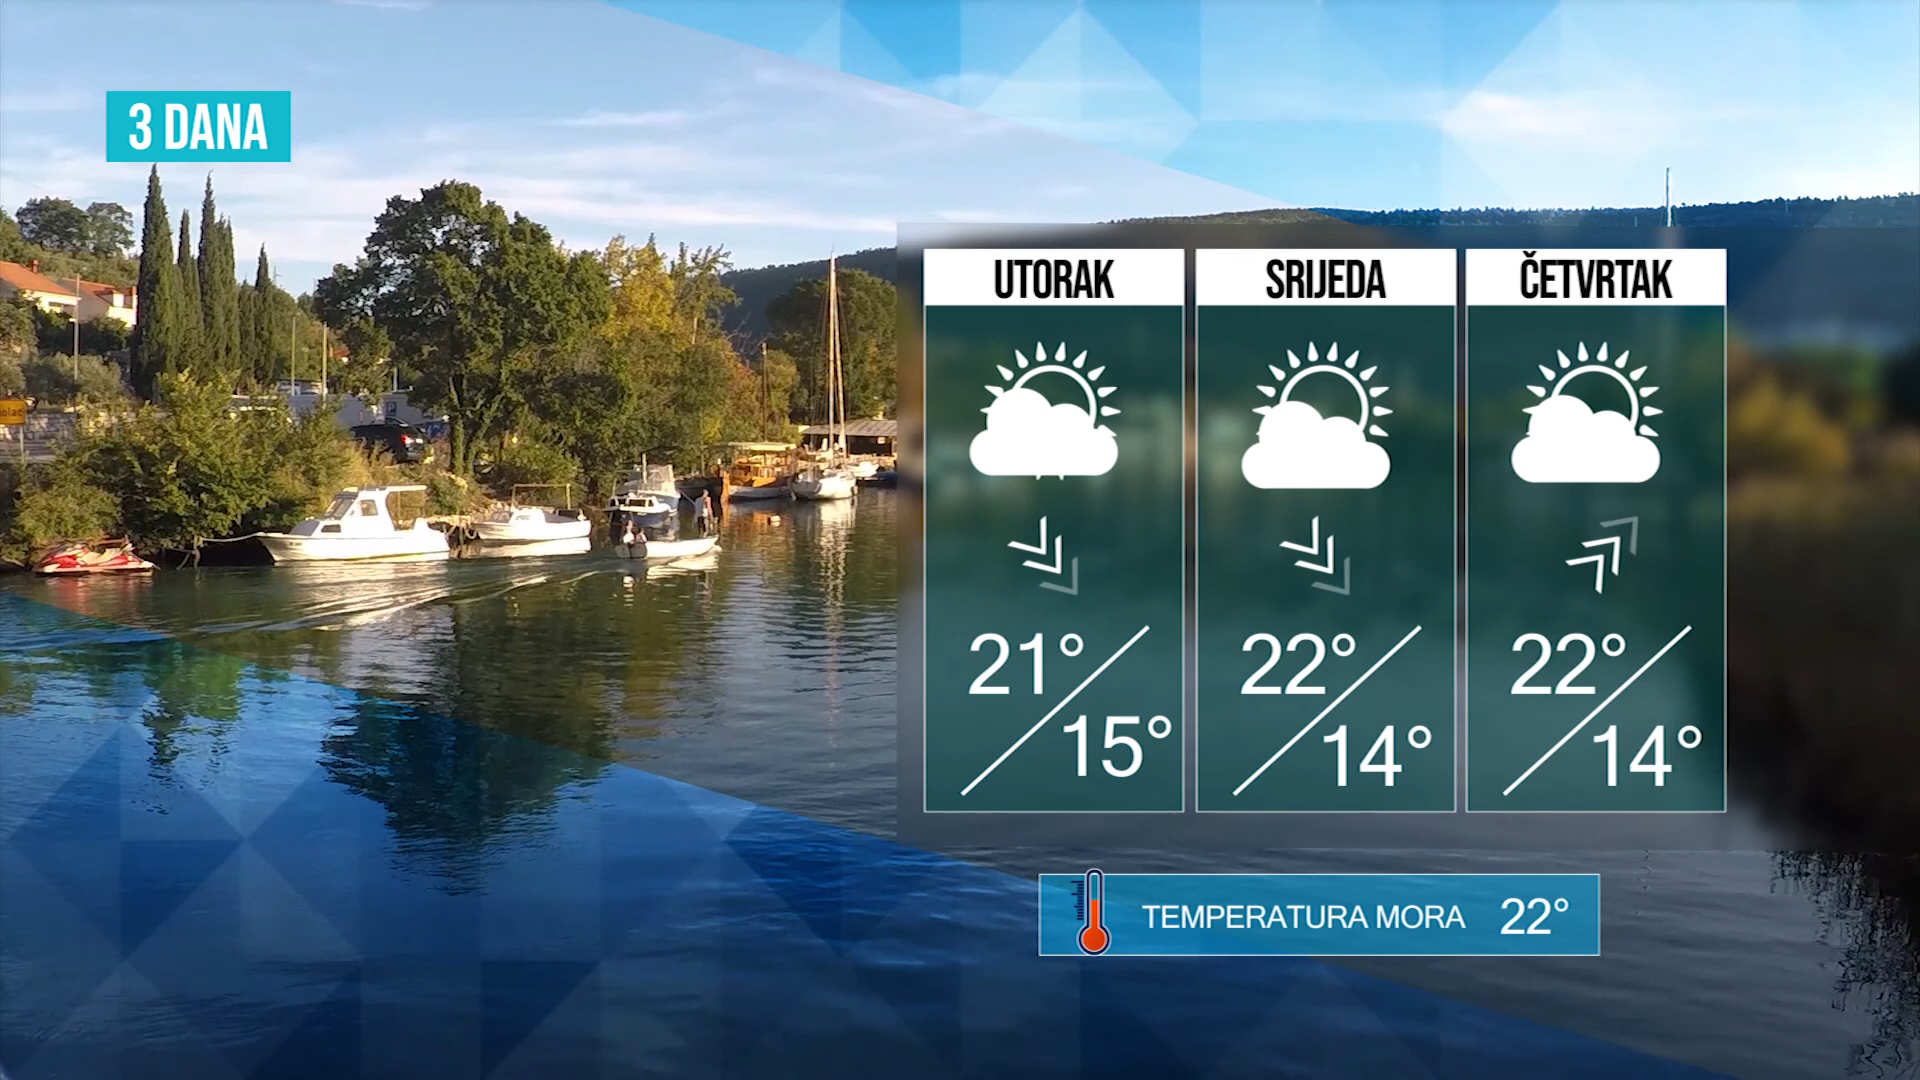 3 DANA
UTORAK
SRIJEDA
ČETVRTAK
21°
15°
22°
14°
22°
14°
TEMPERATURA MORA 22°